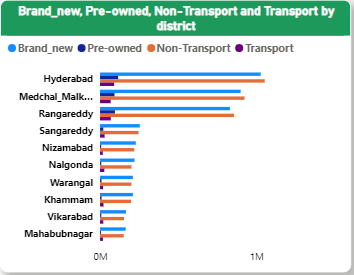 Brand_new, Pre-owned, Non-Transport and Transport by
district
Brand_new Pre-owned Non-Transport Transport
Hyderabad
Medchal_Malk...
Rangareddy
Sangareddy
Nizamabad
Nalgonda
Warangal
Khammam
Vikarabad
Mahabubnagar
0M 1M